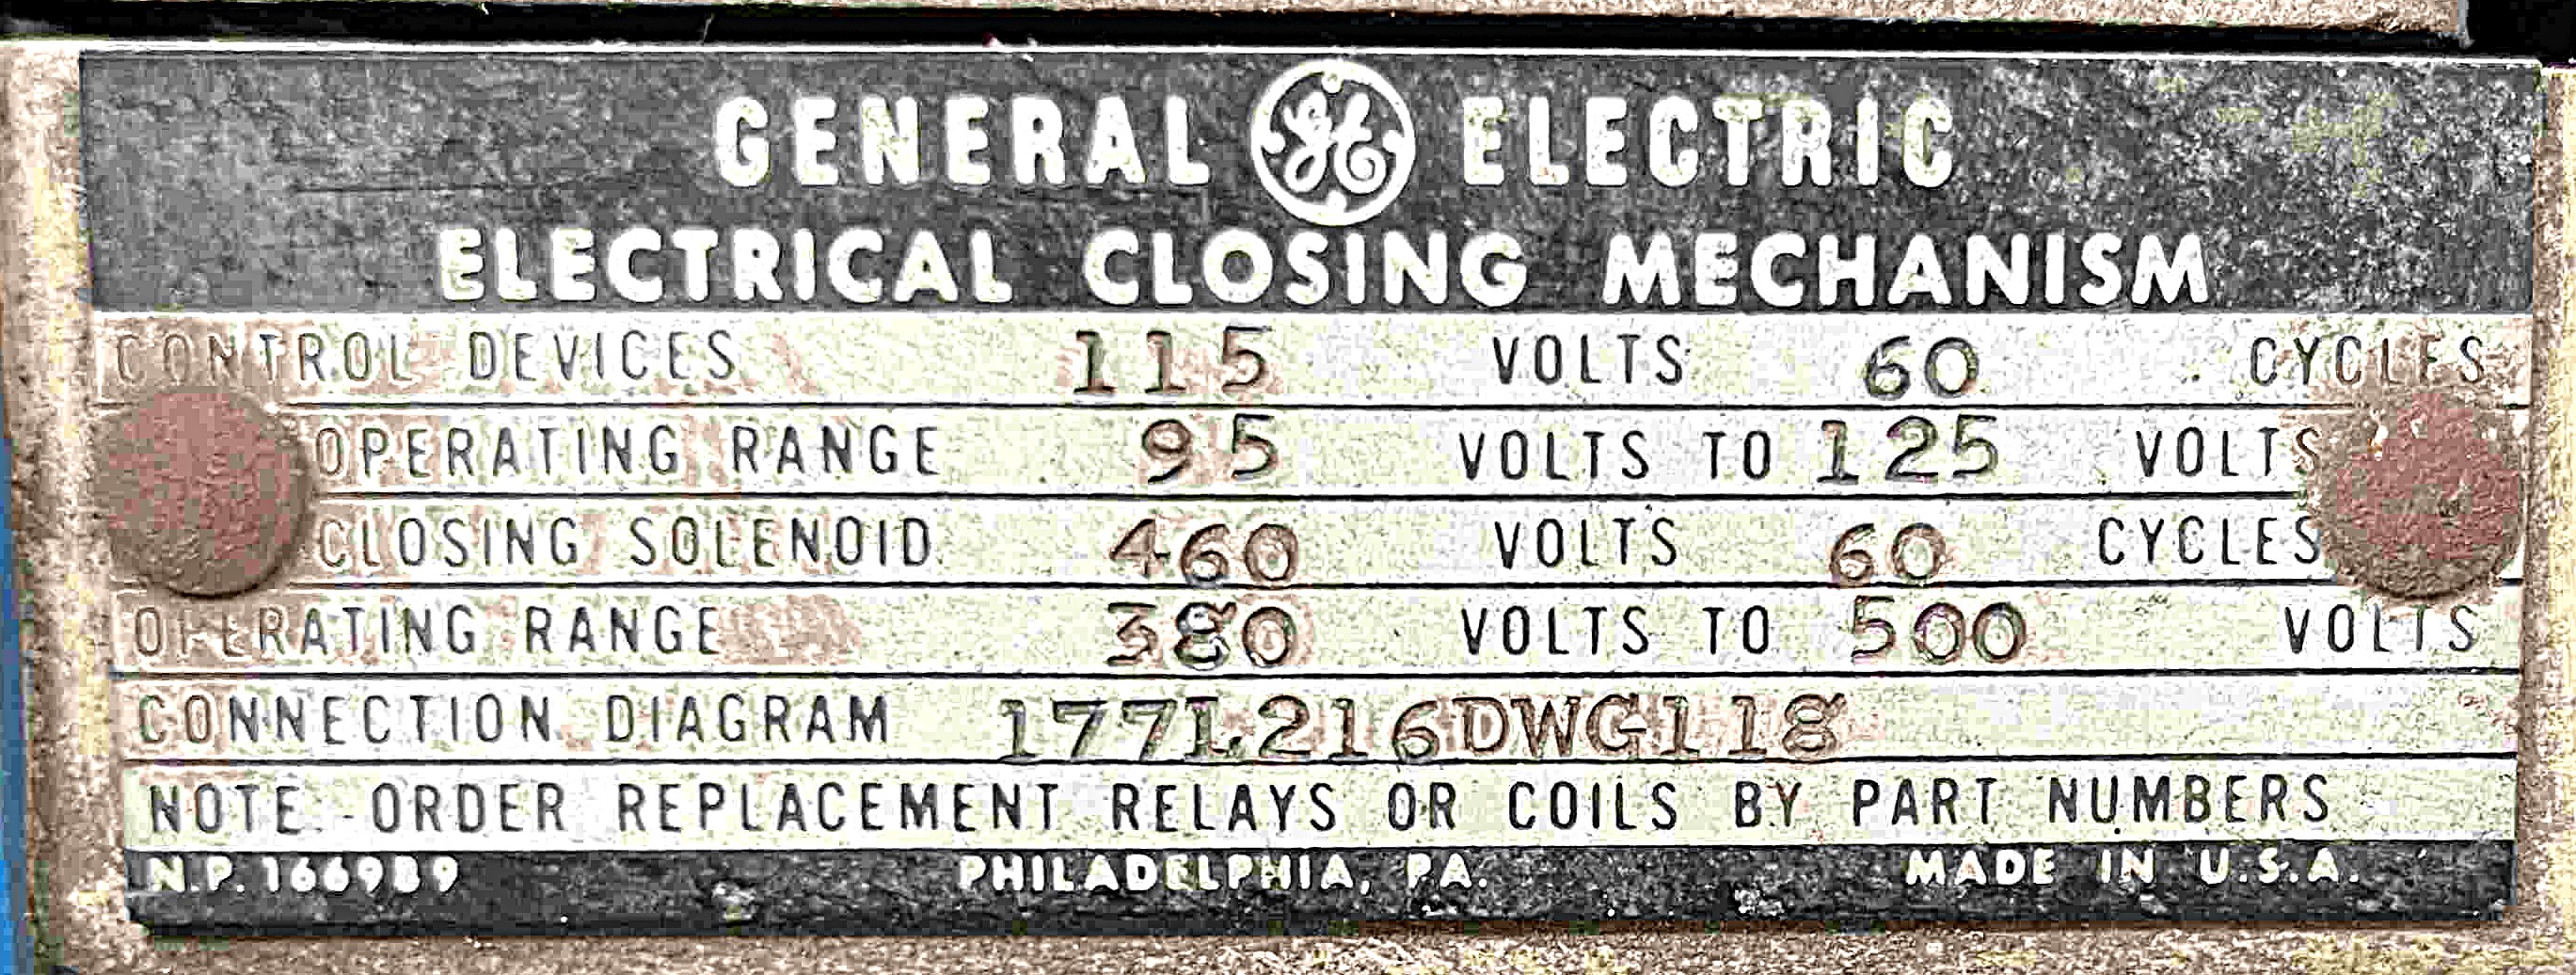 GENERAL GE ELECTRIC
ELECTRICAL CLOSING MECHANISM
CONTROL DEVICES 115 VOLTS 60 CYCLES
OPERATING RANGE 95 VOLTS TO 125 VOLTS
CLOSING SOLENOID 460 VOLTS 60 CYCLES
OPERATING RANGE 380 VOLTS TO 500 VOLTS
CONNECTION DIAGRAM 177L216DWG118
NOTE - ORDER REPLACEMENT RELAYS OR COILS BY PART NUMBERS
N.P. 166989 PHILADELPHIA, PA. MADE IN U.S.A.